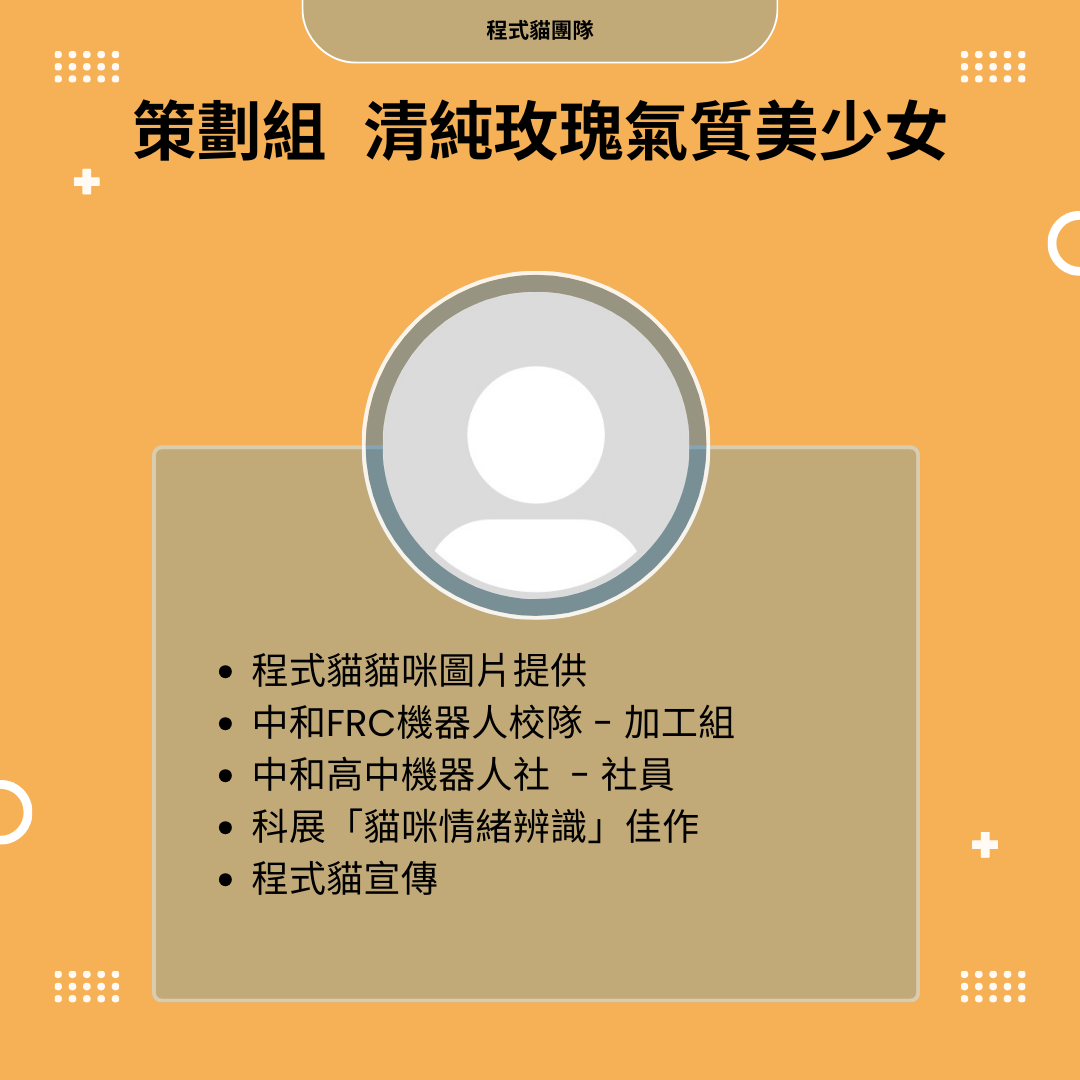 程式貓團隊
策劃組 清純玫瑰氣質美少女
程式貓貓咪圖片提供
中和FRC機器人校隊 - 加工組
中和高中機器人社 - 社員
科展「貓咪情緒辨識」佳作
程式貓宣傳